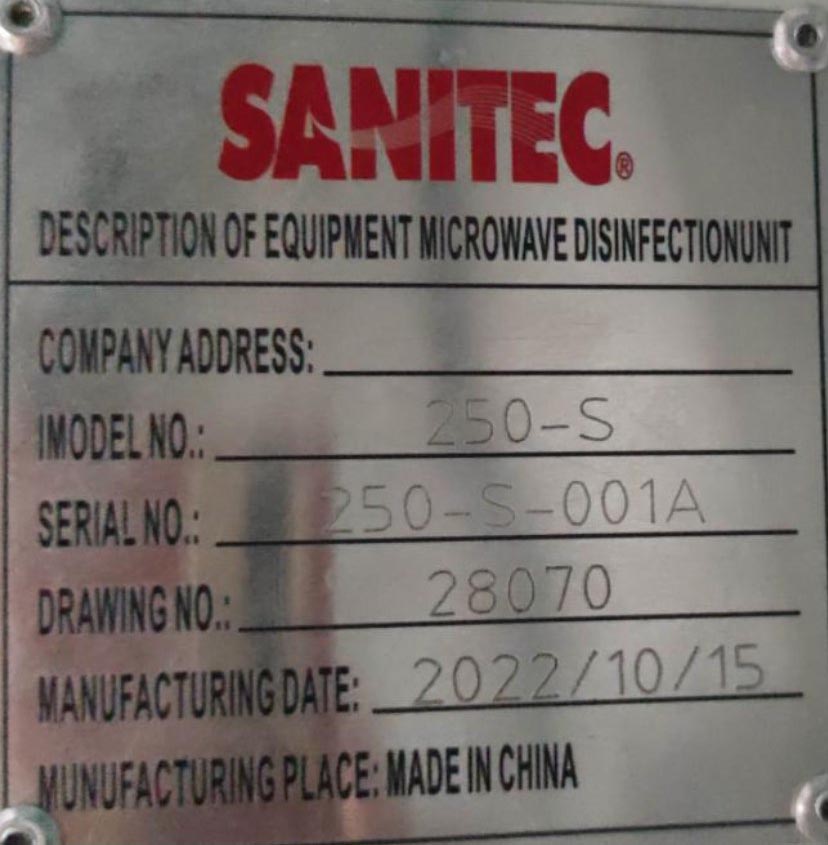 SANITEC®
DESCRIPTION OF EQUIPMENT MICROWAVE DISINFECTIONUNIT
COMPANY ADDRESS:
IMODEL NO.: 250-S
SERIAL NO.: 250-S-001A
DRAWING NO.: 28070
MANUFACTURING DATE: 2022/10/15
MUNUFACTURING PLACE: MADE IN CHINA